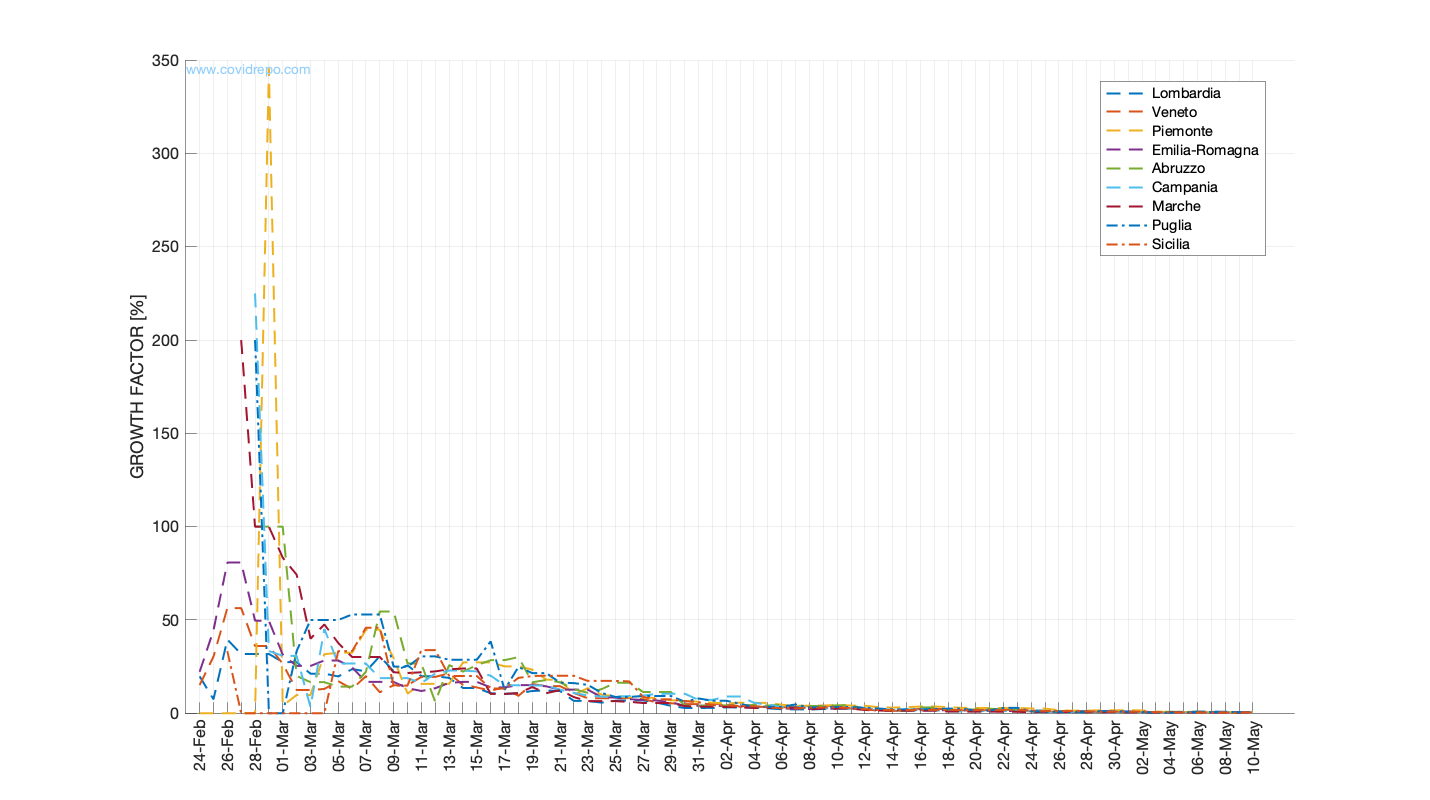 350
www.covidrepo.com
300
250
200
150
100
50
0
GROWTH FACTOR [%]
Lombardia
Veneto
Piemonte
Emilia-Romagna
Abruzzo
Campania
Marche
Puglia
Sicilia
24-Feb
26-Feb
28-Feb
01-Mar
03-Mar
05-Mar
07-Mar
09-Mar
11-Mar
13-Mar
15-Mar
17-Mar
19-Mar
21-Mar
23-Mar
25-Mar
27-Mar
29-Mar
31-Mar
02-Apr
04-Apr
06-Apr
08-Apr
10-Apr
12-Apr
14-Apr
16-Apr
18-Apr
20-Apr
22-Apr
24-Apr
26-Apr
28-Apr
30-Apr
02-May
04-May
06-May
08-May
10-May